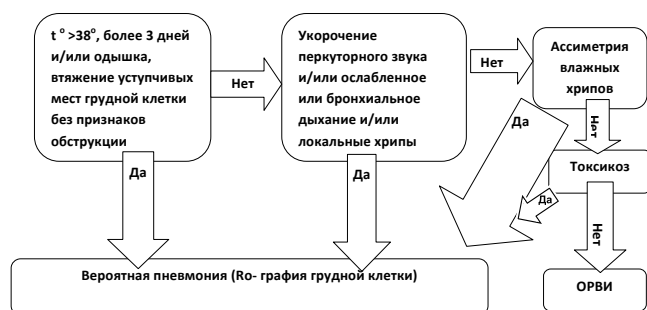 t ° >38°, более 3 дней
и/или одышка,
втяжение уступчивых
мест грудной клетки
без признаков
обструкции
Нет
Укорочение
перкуторного звука
и/или ослабленное
или бронхиальное
дыхание и/или
локальные хрипы
Нет
Ассиметрия
влажных
хрипов
Да
Да
Да
Нет
Токсикоз
Да
Нет
Вероятная пневмония (Ro- графия грудной клетки)
ОРВИ